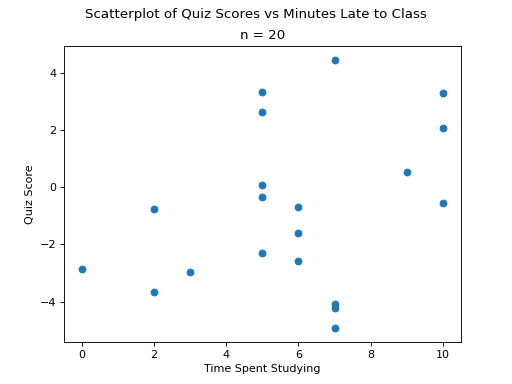 Scatterplot of Quiz Scores vs Minutes Late to Class
n = 20
4
2
0
−2
−4
Quiz Score
0 2 4 6 8 10
Time Spent Studying